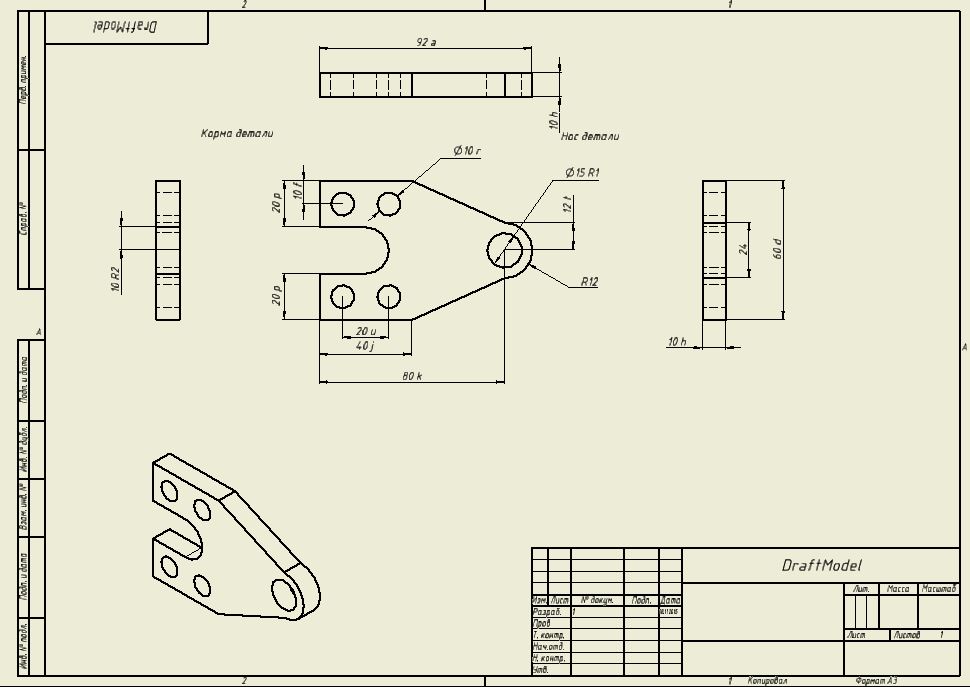 2
1
DraftModel
Перв. примен.
Справ. №
Подп. и дата
Инв. № дубл.
Взам. инв. №
Подп. и дата
Инв. № подл.
A
A
92 a
10 h
Карма детали
Нас детали
10 R2
20 p
10 f
Ø10 r
Ø15 R1
12 t
R12
20 p
20 u
40 j
80 k
24
60 d
10 h
DraftModel
Изм. Лист № докум. Подп. Дата
Разраб. 1
Пров
Т. контр.
Нач.отд.
Н. контр.
Утв.
Лит. Масса Масштаб
Лист Листов 1
2
1 Копировал Формат A3